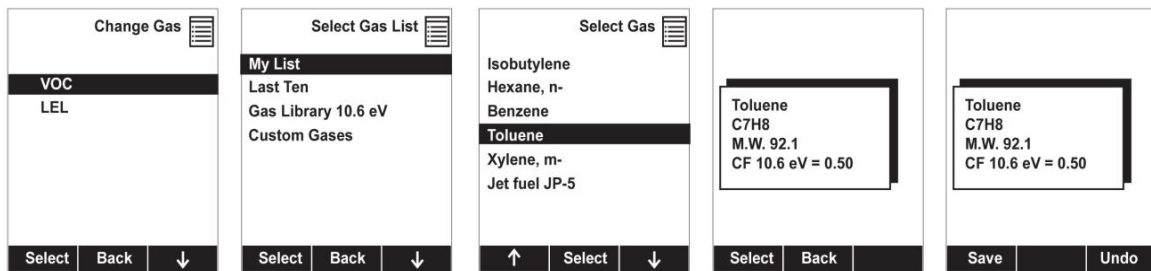 Change Gas
VOC
LEL
Select Back ↓
Select Gas List
My List
Last Ten
Gas Library 10.6 eV
Custom Gases
Select Back ↓
Select Gas
Isobutylene
Hexane, n-
Benzene
Toluene
Xylene, m-
Jet fuel JP-5
↑ Select ↓
Toluene
C7H8
M.W. 92.1
CF 10.6 eV = 0.50
Select Back
Toluene
C7H8
M.W. 92.1
CF 10.6 eV = 0.50
Save Undo